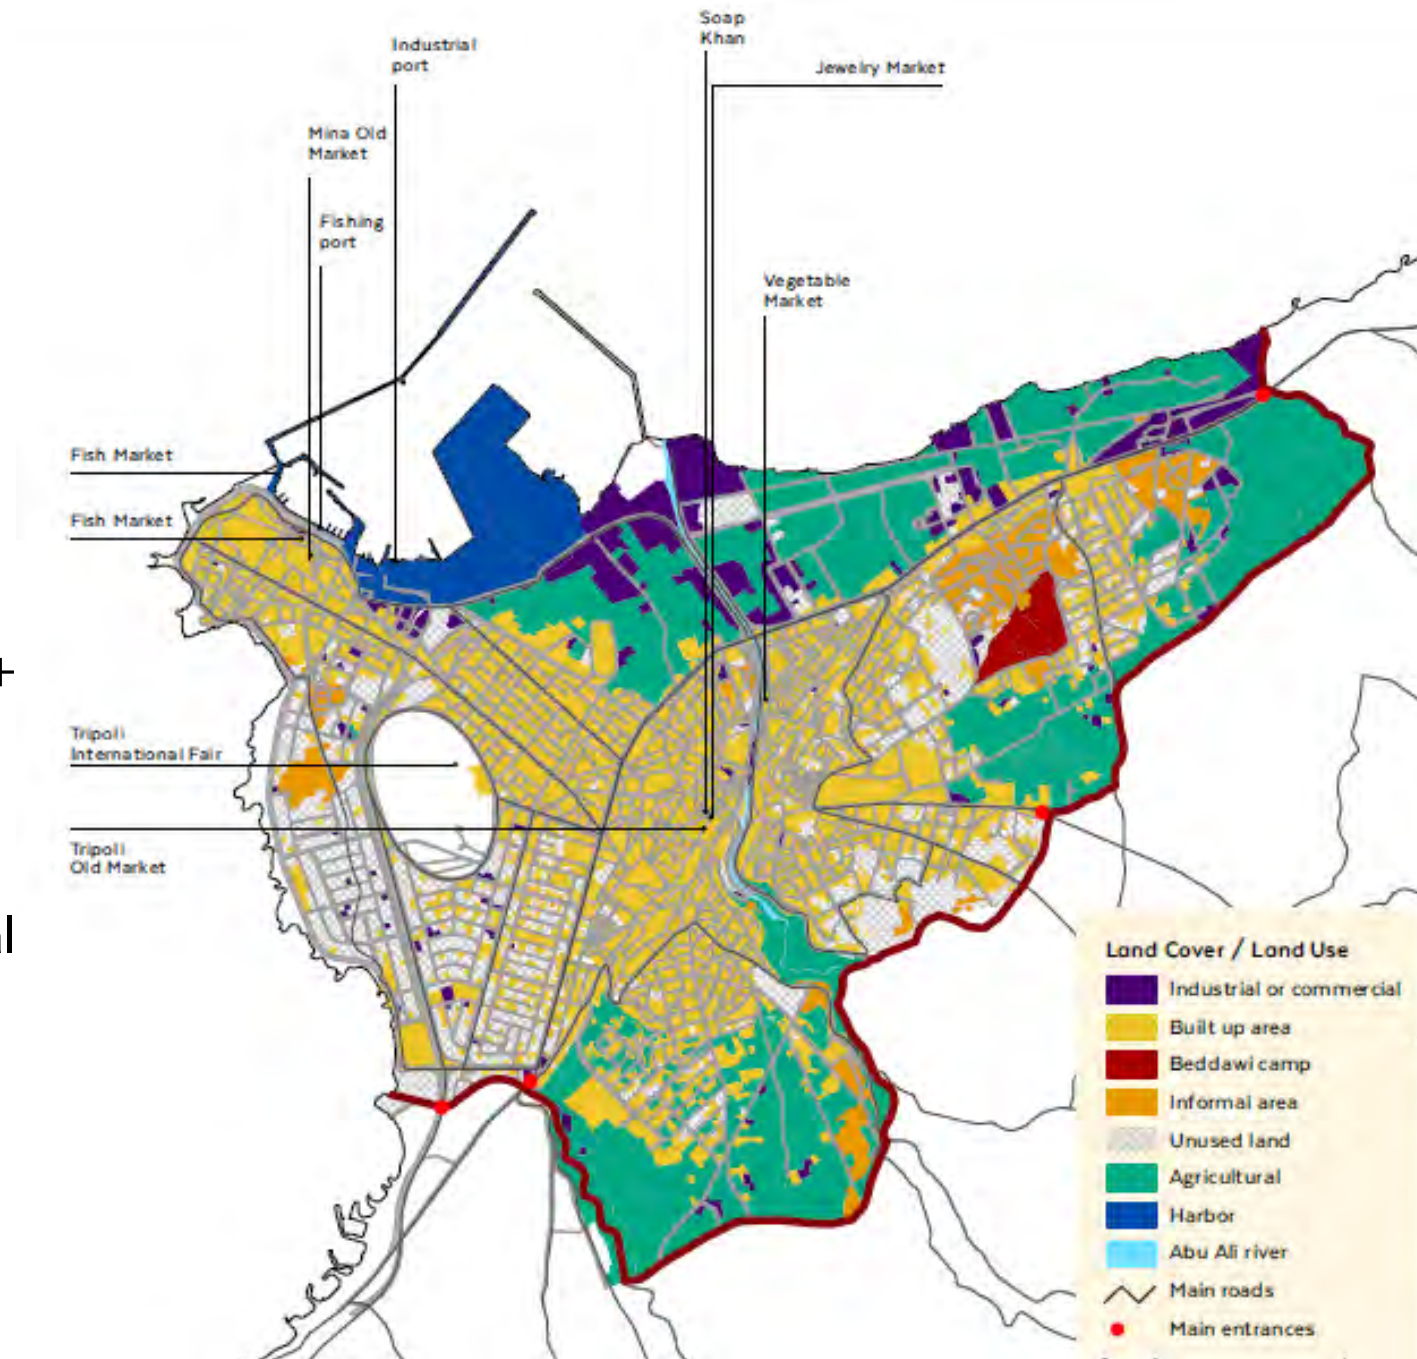 Soap
Khan
Industrial
port
Jewelry Market
Mina Old
Market
Fishing
port
Vegetable
Market
Fish Market
Fish Market
Tripoli
International Fair
Tripoli
Old Market
Land Cover / Land Use
Industrial or commercial
Built up area
Beddawi camp
Informal area
Unused land
Agricultural
Harbor
Abu Ali river
Main roads
Main entrances